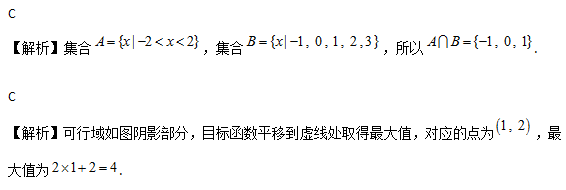 C
【解析】集合 A={x|−2<x<2}，集合 B={x|−1, 0, 1, 2,3}，所以 A⋂B={−1, 0, 1}.
C
【解析】可行域如图阴影部分，目标函数平移到虚线处取得最大值，对应的点为(1, 2)，最
大值为2×1+2=4.